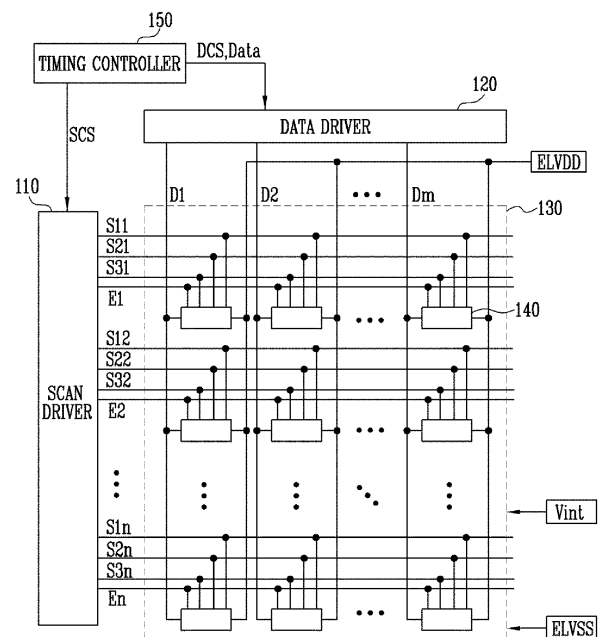 150
TIMING CONTROLLER
DCS,Data
120
DATA DRIVER
SCS
ELVDD
110
D1
D2
Dm
130
S11
S21
S31
E1
140
S12
S22
S32
E2
SCAN
DRIVER
Vint
S1n
S2n
S3n
En
ELVSS